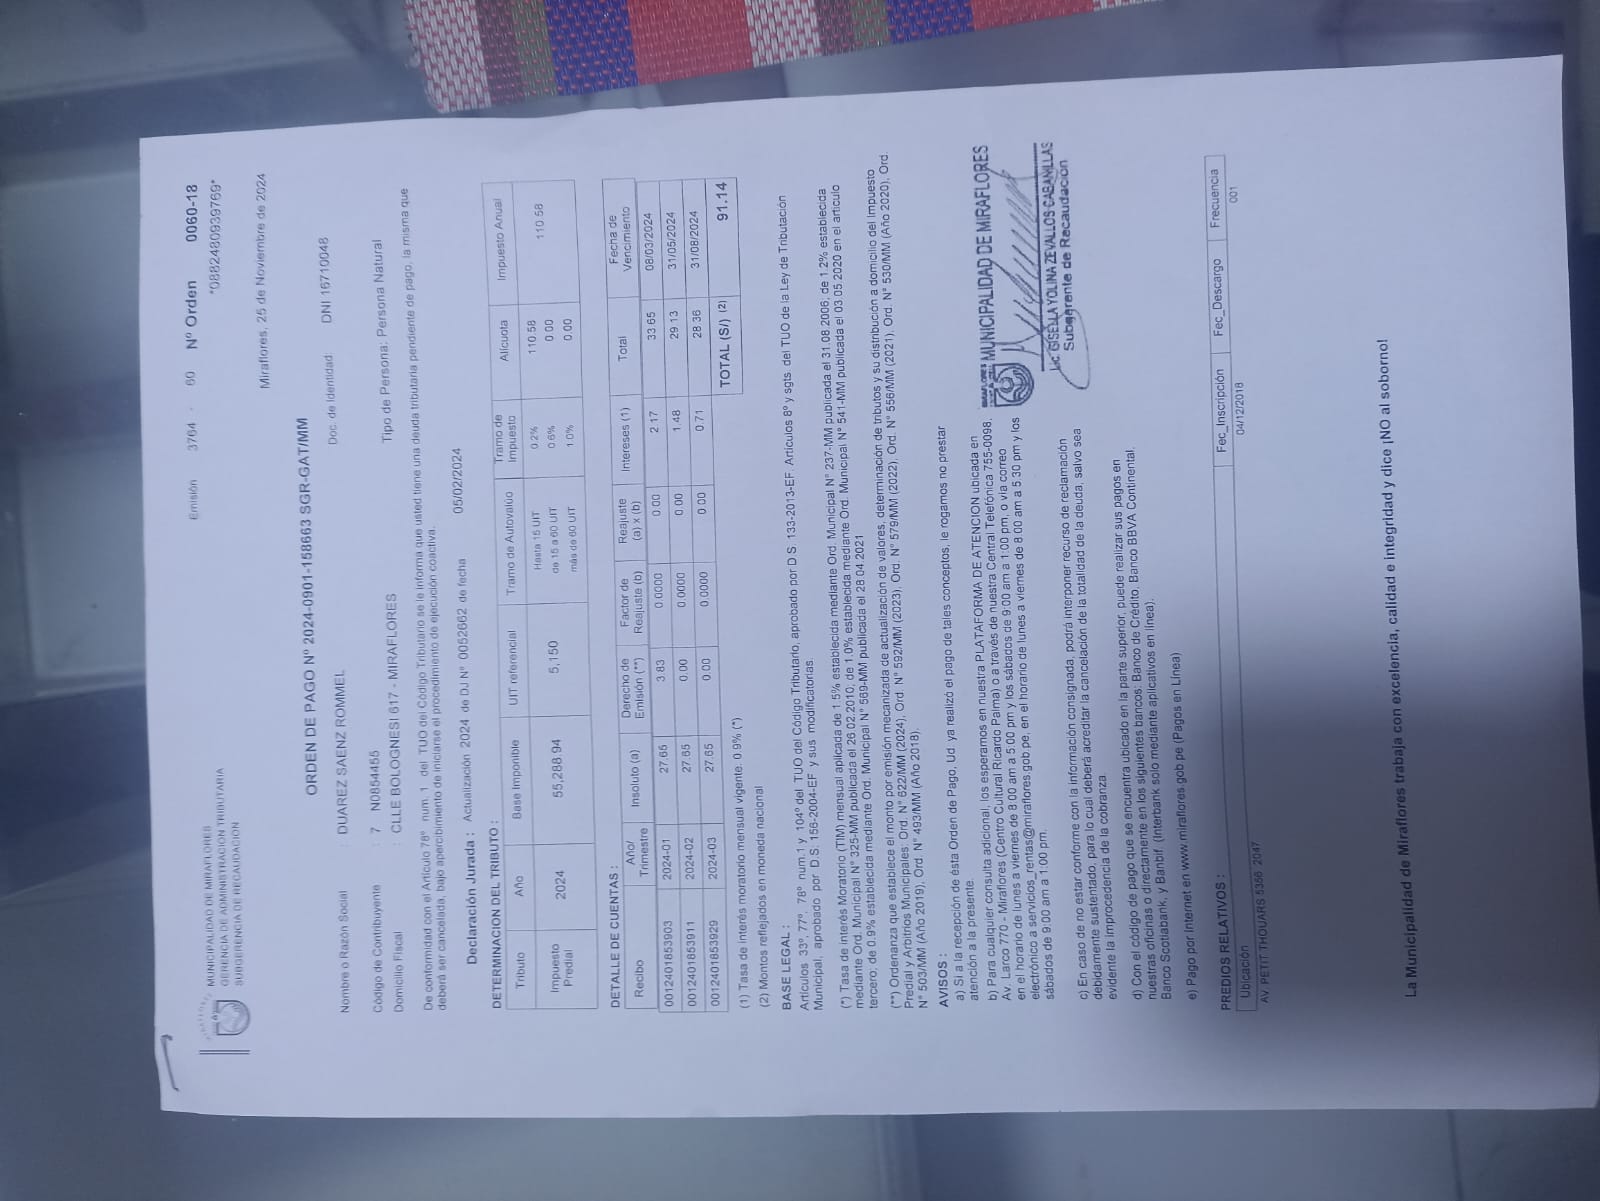 Emisión 3764 - 60 Nº Orden 0060-18
*0882480939769*
MIRAFLORES
MUNICIPALIDAD DE MIRAFLORES
GERENCIA DE ADMINISTRACIÓN TRIBUTARIA
SUBGERENCIA DE RECAUDACIÓN
Miraflores, 25 de Noviembre de 2024
ORDEN DE PAGO Nº 2024-0901-158663 SGR-GAT/MM
Nombre o Razón Social : DUAREZ SAENZ ROMMEL Doc. de Identidad: DNI 16710048
Código de Contribuyente : 7 N0854455
Domicilio Fiscal : CLLE BOLOGNESI 617 - MIRAFLORES Tipo de Persona: Persona Natural
De conformidad con el Artículo 78º num. 1 del TUO del Código Tributario se le informa que usted tiene una deuda tributaria pendiente de pago, la misma que
deberá ser cancelada, bajo apercibimiento de iniciarse el procedimiento de ejecución coactiva.
Declaración Jurada : Actualización 2024 de DJ Nº 0052662 de fecha 05/02/2024
DETERMINACION DEL TRIBUTO :
Tributo Año Base Imponible UIT referencial Tramo de Autovalúo Tramo de Impuesto Alícuota Impuesto Anual
Impuesto Predial 2024 55,288.94 5,150 Hasta 15 UIT 0.2% 110.58 110.58
de 15 a 60 UIT 0.6% 0.00
más de 60 UIT 1.0% 0.00
DETALLE DE CUENTAS :
Recibo Año/ Trimestre Insoluto (a) Derecho de Emisión (**) Factor de Reajuste (b) Reajuste (a) x (b) Intereses (1) Total Fecha de Vencimiento
0012401853903 2024-01 27.65 3.83 0.0000 0.00 2.17 33.65 08/03/2024
0012401853911 2024-02 27.65 0.00 0.0000 0.00 1.48 29.13 31/05/2024
0012401853929 2024-03 27.65 0.00 0.0000 0.00 0.71 28.36 31/08/2024
TOTAL (S/) (2) 91.14
(1) Tasa de interés moratorio mensual vigente: 0.9% (*)
(2) Montos reflejados en moneda nacional
BASE LEGAL :
Artículos 33º, 77º, 78º num.1 y 104º del TUO del Código Tributario, aprobado por D.S. 133-2013-EF. Artículos 8º y sgts. del TUO de la Ley de Tributación
Municipal, aprobado por D.S. 156-2004-EF y sus modificatorias.
(*) Tasa de interés Moratorio (TIM) mensual aplicada de 1.5% establecida mediante Ord. Municipal N° 237-MM publicada el 31.08.2006, de 1.2% establecida
mediante Ord. Municipal N° 325-MM publicada el 26.02.2010, de 1.0% establecida mediante Ord. Municipal N° 541-MM publicada el 03.05.2020 en el artículo
tercero; de 0.9% establecida mediante Ord. Municipal N° 569-MM publicada el 28.04.2021
(**) Ordenanza que establece el monto por emisión mecanizada de actualización de valores, determinación de tributos y su distribución a domicilio del Impuesto
Predial y Arbitrios Municipales: Ord. N° 622/MM (2024), Ord. N° 592/MM (2023), Ord. N° 579/MM (2022), Ord. N° 556/MM (2021), Ord. N° 530/MM (Año 2020), Ord.
N° 503/MM (Año 2019), Ord. N° 493/MM (Año 2018).
AVISOS :
a) Si a la recepción de ésta Orden de Pago, Ud. ya realizó el pago de tales conceptos, le rogamos no prestar
atención a la presente.
b) Para cualquier consulta adicional, los esperamos en nuestra PLATAFORMA DE ATENCION ubicada en
Av. Larco 770 - Miraflores (Centro Cultural Ricardo Palma) o a través de nuestra Central Telefónica 755-0098,
en el horario de lunes a viernes de 8:00 am a 5:00 pm y los sábados de 9:00 am a 1:00 pm, o vía correo
electrónico a servicios_rentas@miraflores.gob.pe, en el horario de lunes a viernes de 8:00 am a 5:30 pm y los
sábados de 9:00 am a 1:00 pm.
c) En caso de no estar conforme con la información consignada, podrá interponer recurso de reclamación
debidamente sustentado, para lo cual deberá acreditar la cancelación de la totalidad de la deuda, salvo sea
evidente la improcedencia de la cobranza.
d) Con el código de pago que se encuentra ubicado en la parte superior, puede realizar sus pagos en
nuestras oficinas o directamente en los siguientes bancos: Banco de Crédito, Banco BBVA Continental,
Banco Scotiabank, y Banbif. (Interbank solo mediante aplicativos en línea).
e) Pago por Internet en www.miraflores.gob.pe (Pagos en Línea)
MUNICIPALIDAD DE MIRAFLORES
Lic. GISELLA YOLINA ZEVALLOS CABANILLAS
Subgerente de Recaudación
PREDIOS RELATIVOS :
Ubicación Fec_Inscripción Fec_Descargo Frecuencia
AV. PETIT THOUARS 5356 2047 04/12/2018 001
La Municipalidad de Miraflores trabaja con excelencia, calidad e integridad y dice ¡NO al soborno!